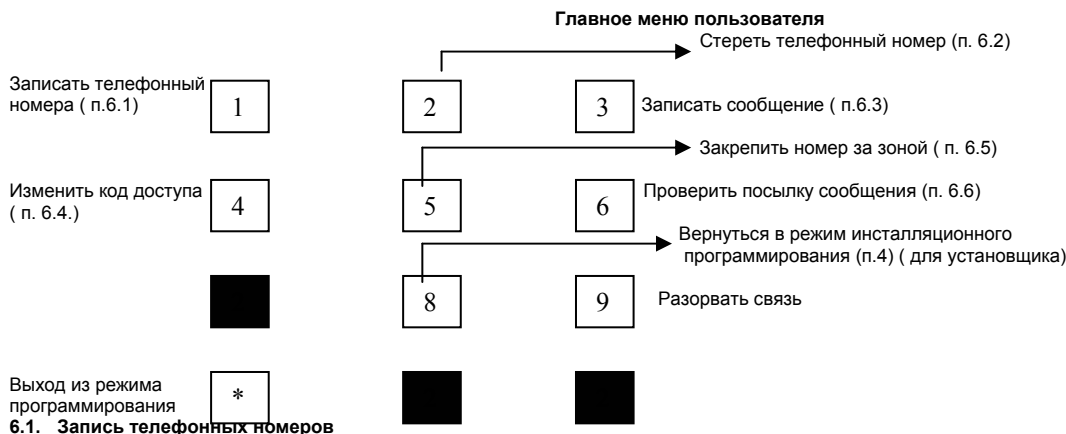 Главное меню пользователя
Стереть телефонный номер (п. 6.2)
Записать телефонный
номера ( п.6.1)
1
2
3
Записать сообщение ( п.6.3)
Закрепить номер за зоной ( п. 6.5)
Изменить код доступа
( п. 6.4.)
4
5
6
Проверить посылку сообщения (п. 6.6)
Вернуться в режим инсталляционного
программирования (п.4) ( для установщика)
8
9
Разорвать связь
Выход из режима
программирования
*
6.1. Запись телефонных номеров